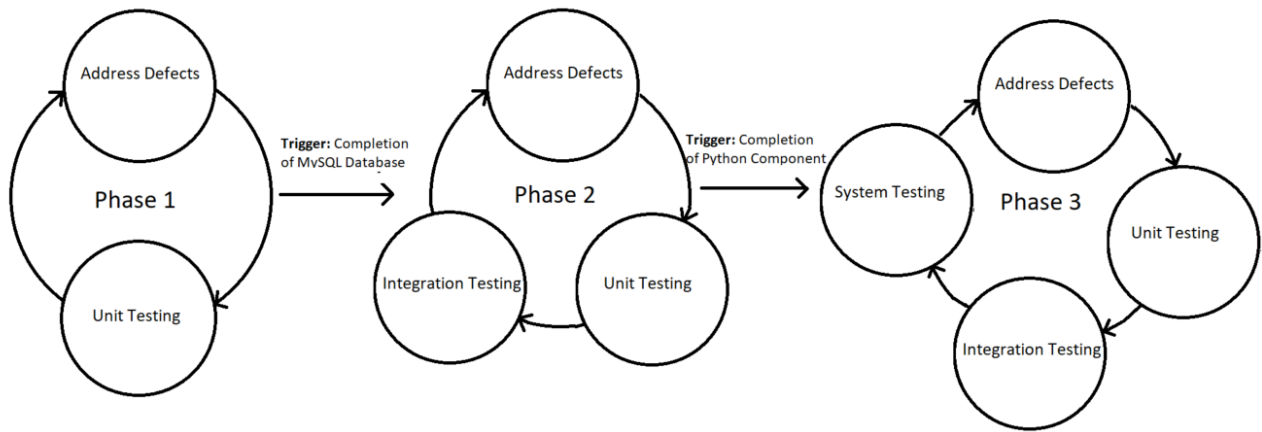 Address Defects
Phase 1
Unit Testing
Trigger: Completion
of MySQL Database
Address Defects
Phase 2
Integration Testing
Unit Testing
Trigger: Completion
of Python Component
Address Defects
System Testing
Phase 3
Unit Testing
Integration Testing